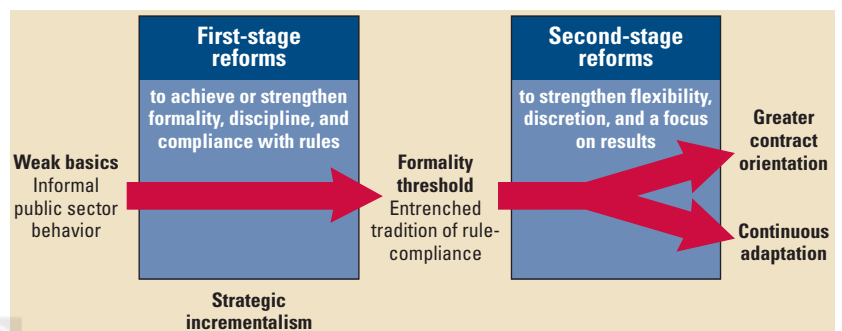 First-stage
reforms
to achieve or strengthen
formality, discipline, and
compliance with rules
Second-stage
reforms
to strengthen flexibility,
discretion, and a focus
on results
Weak basics
Informal
public sector
behavior
Formality
threshold
Entrenched
tradition of rule-
compliance
Greater
contract
orientation
Continuous
adaptation
Strategic
incrementalism